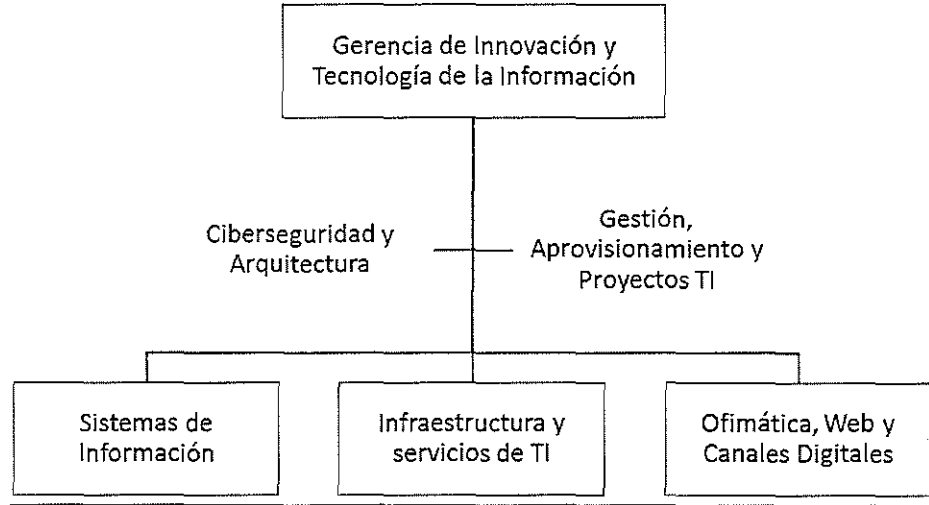 Gerencia de Innovación y
Tecnología de la Información
Ciberseguridad y
Arquitectura
Gestión,
Aprovisionamiento y
Proyectos TI
Sistemas de
Información
Infraestructura y
servicios de TI
Ofimática, Web y
Canales Digitales